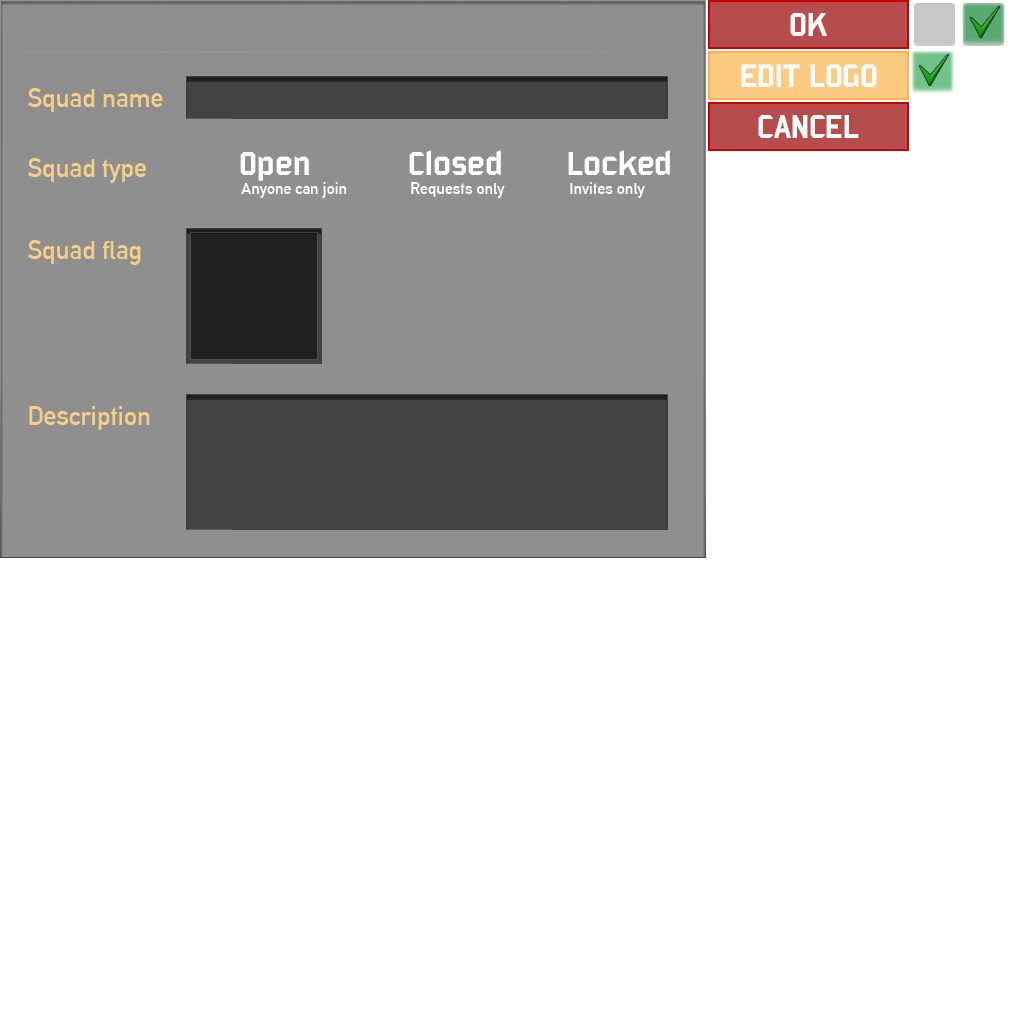 Squad name
Squad type
Open
Anyone can join
Closed
Requests only
Locked
Invites only
Squad flag
Description
OK
EDIT LOGO
CANCEL